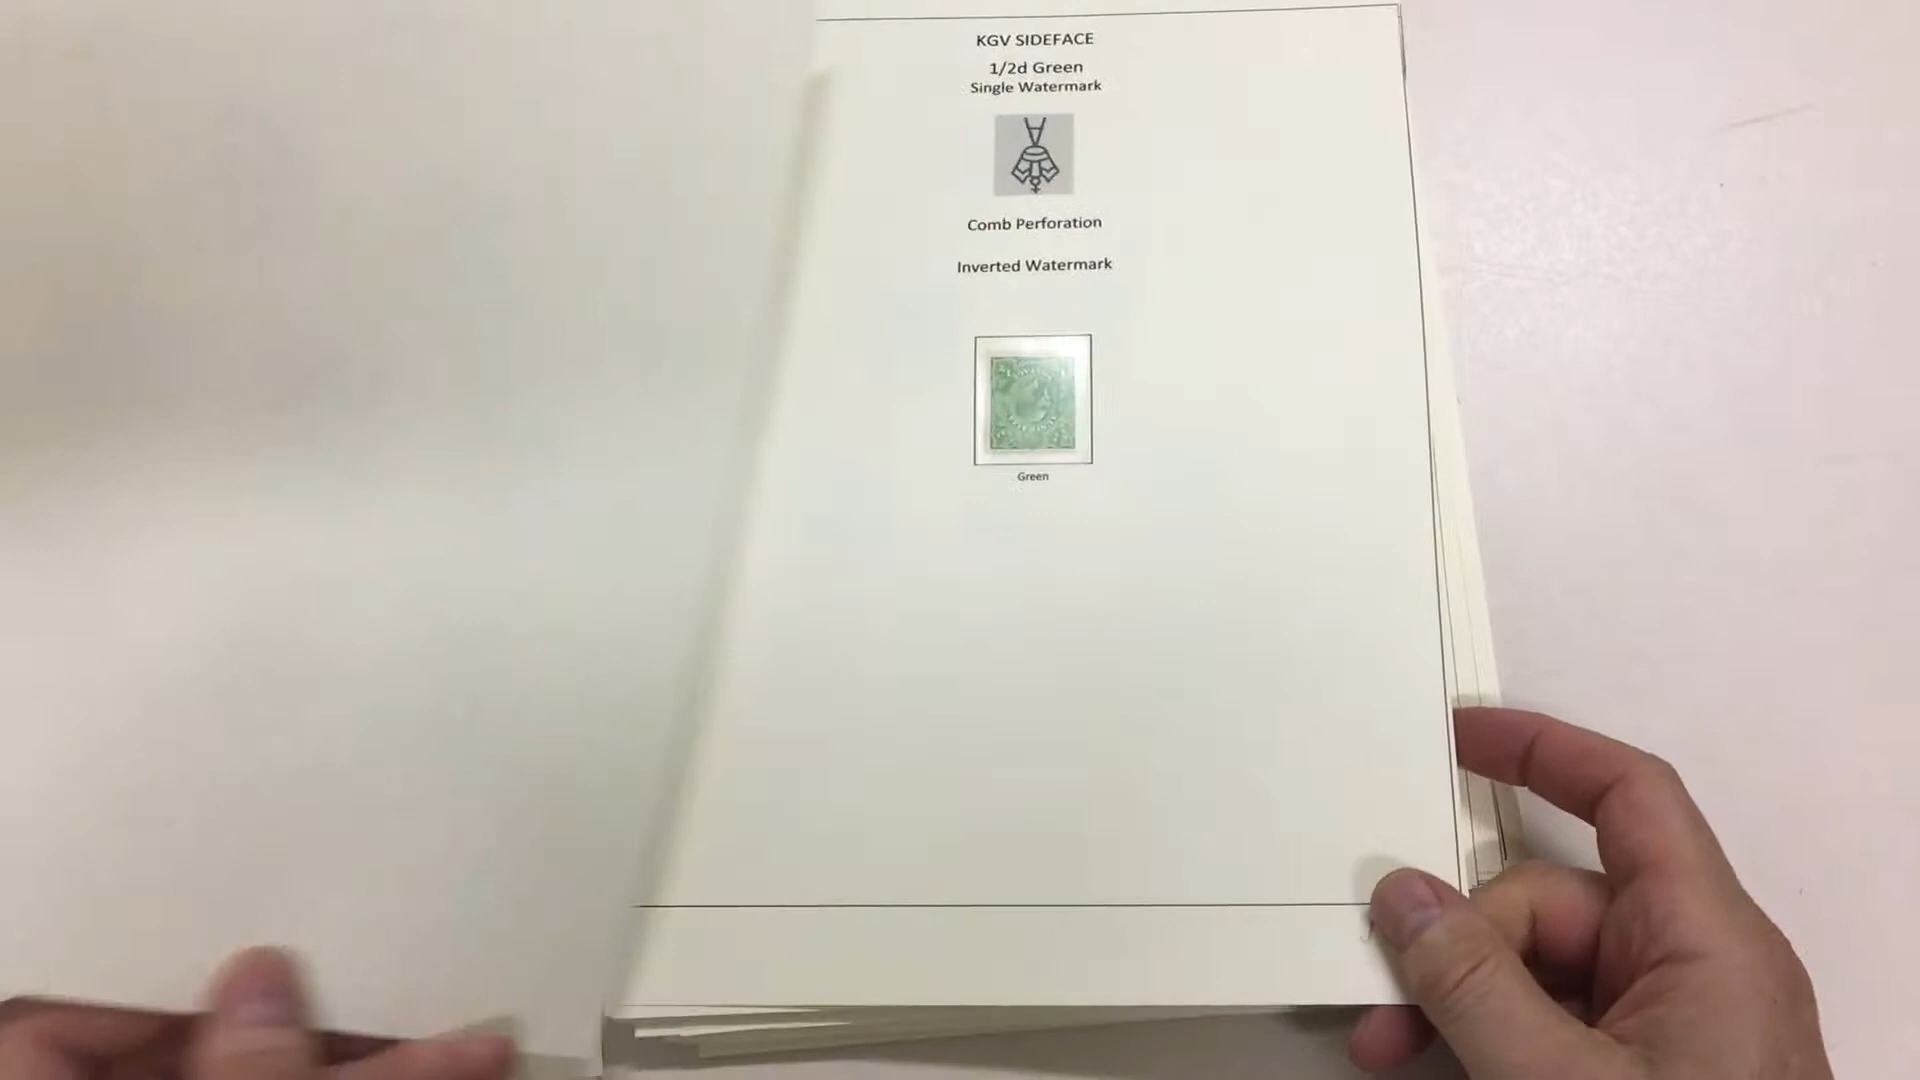 KGV SIDEFACE
1/2d Green
Single Watermark
Comb Perforation
Inverted Watermark
Green